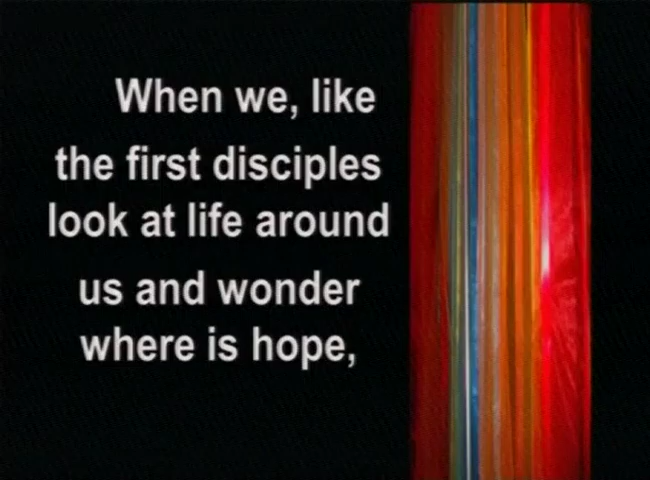 When we, like
the first disciples
look at life around
us and wonder
where is hope,